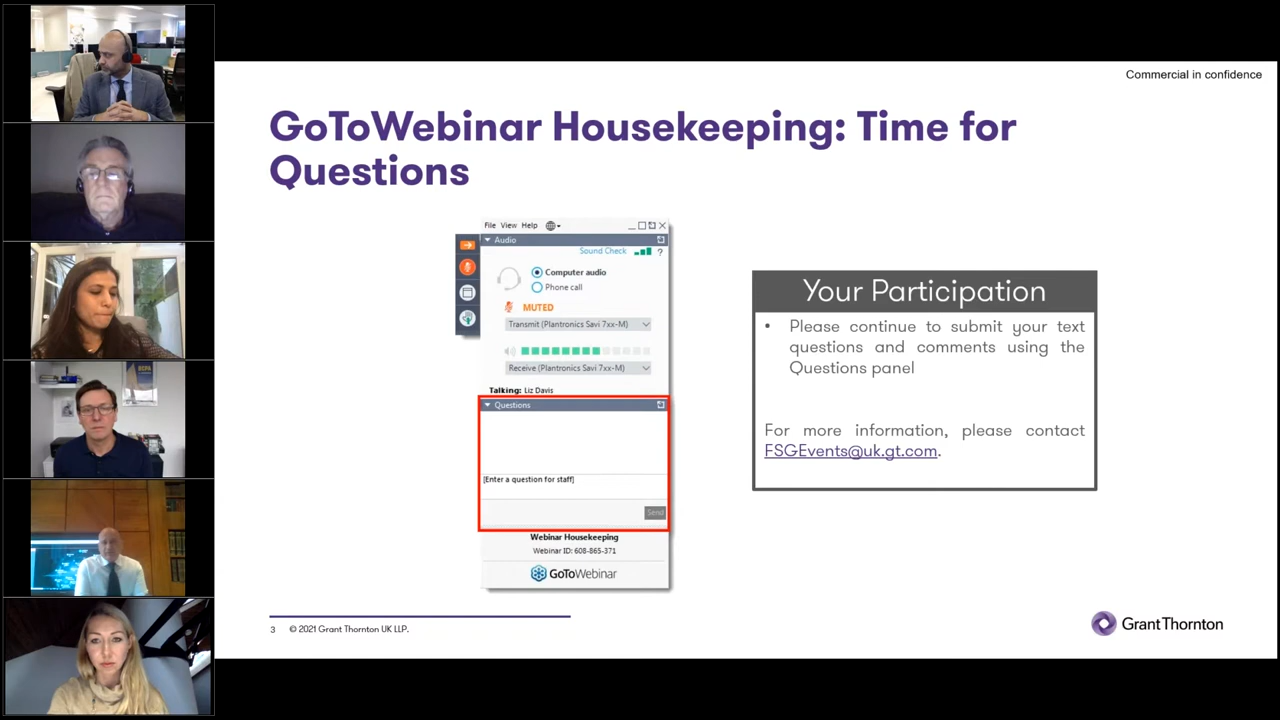 Commercial in confidence
GoToWebinar Housekeeping: Time for
Questions
File View Help
Audio
Sound Check
?
Computer audio
Phone call
MUTED
Transmit (Plantronics Savi 7xx-M)
Receive (Plantronics Savi 7xx-M)
Talking: Liz Davis
Questions
[Enter a question for staff]
Send
Webinar Housekeeping
Webinar ID: 608-865-371
GoToWebinar
Your Participation
• Please continue to submit your text
questions and comments using the
Questions panel
For more information, please contact
FSGEvents@uk.gt.com.
3 © 2021 Grant Thornton UK LLP.
Grant Thornton